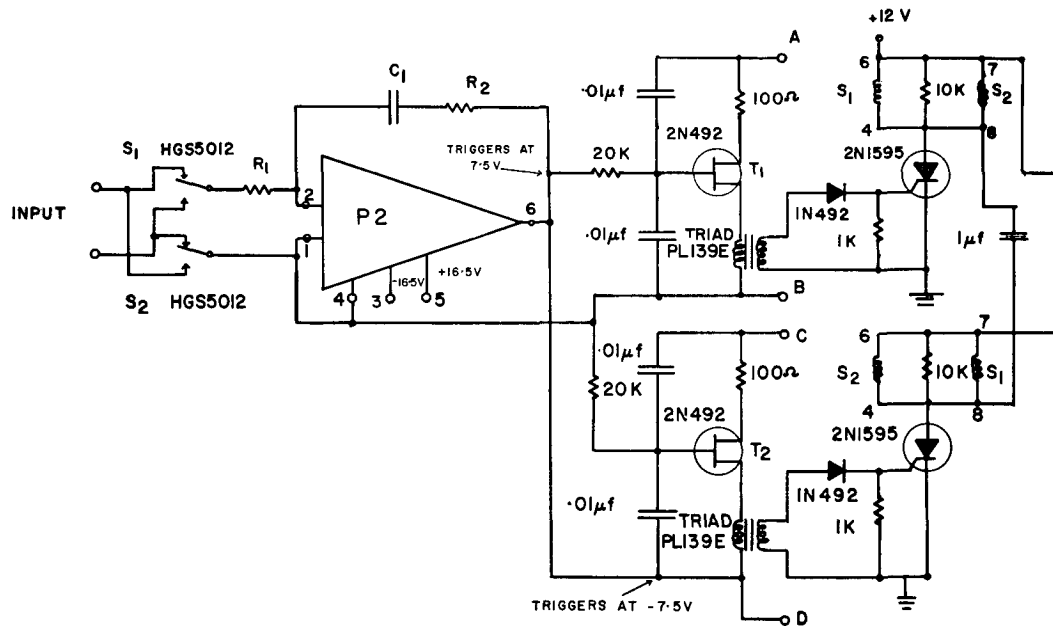 +12 V
A
6
7
C1
R2
.01µf
100Ω
S1
10K
S2
2N492
4
8
S1
HGS5012
R1
TRIGGERS AT
7.5V
20K
T1
2N1595
2
INPUT
P2
6
1N492
.01µf
TRIAD
PL139E
1K
1µf
1
-16.5V
+16.5V
S2
HGS5012
4
3
5
B
C
6
7
.01µf
100Ω
S2
10K
S1
20K
4
8
2N492
2N1595
T2
1N492
.01µf
TRIAD
PL139E
1K
TRIGGERS AT -7.5V
D